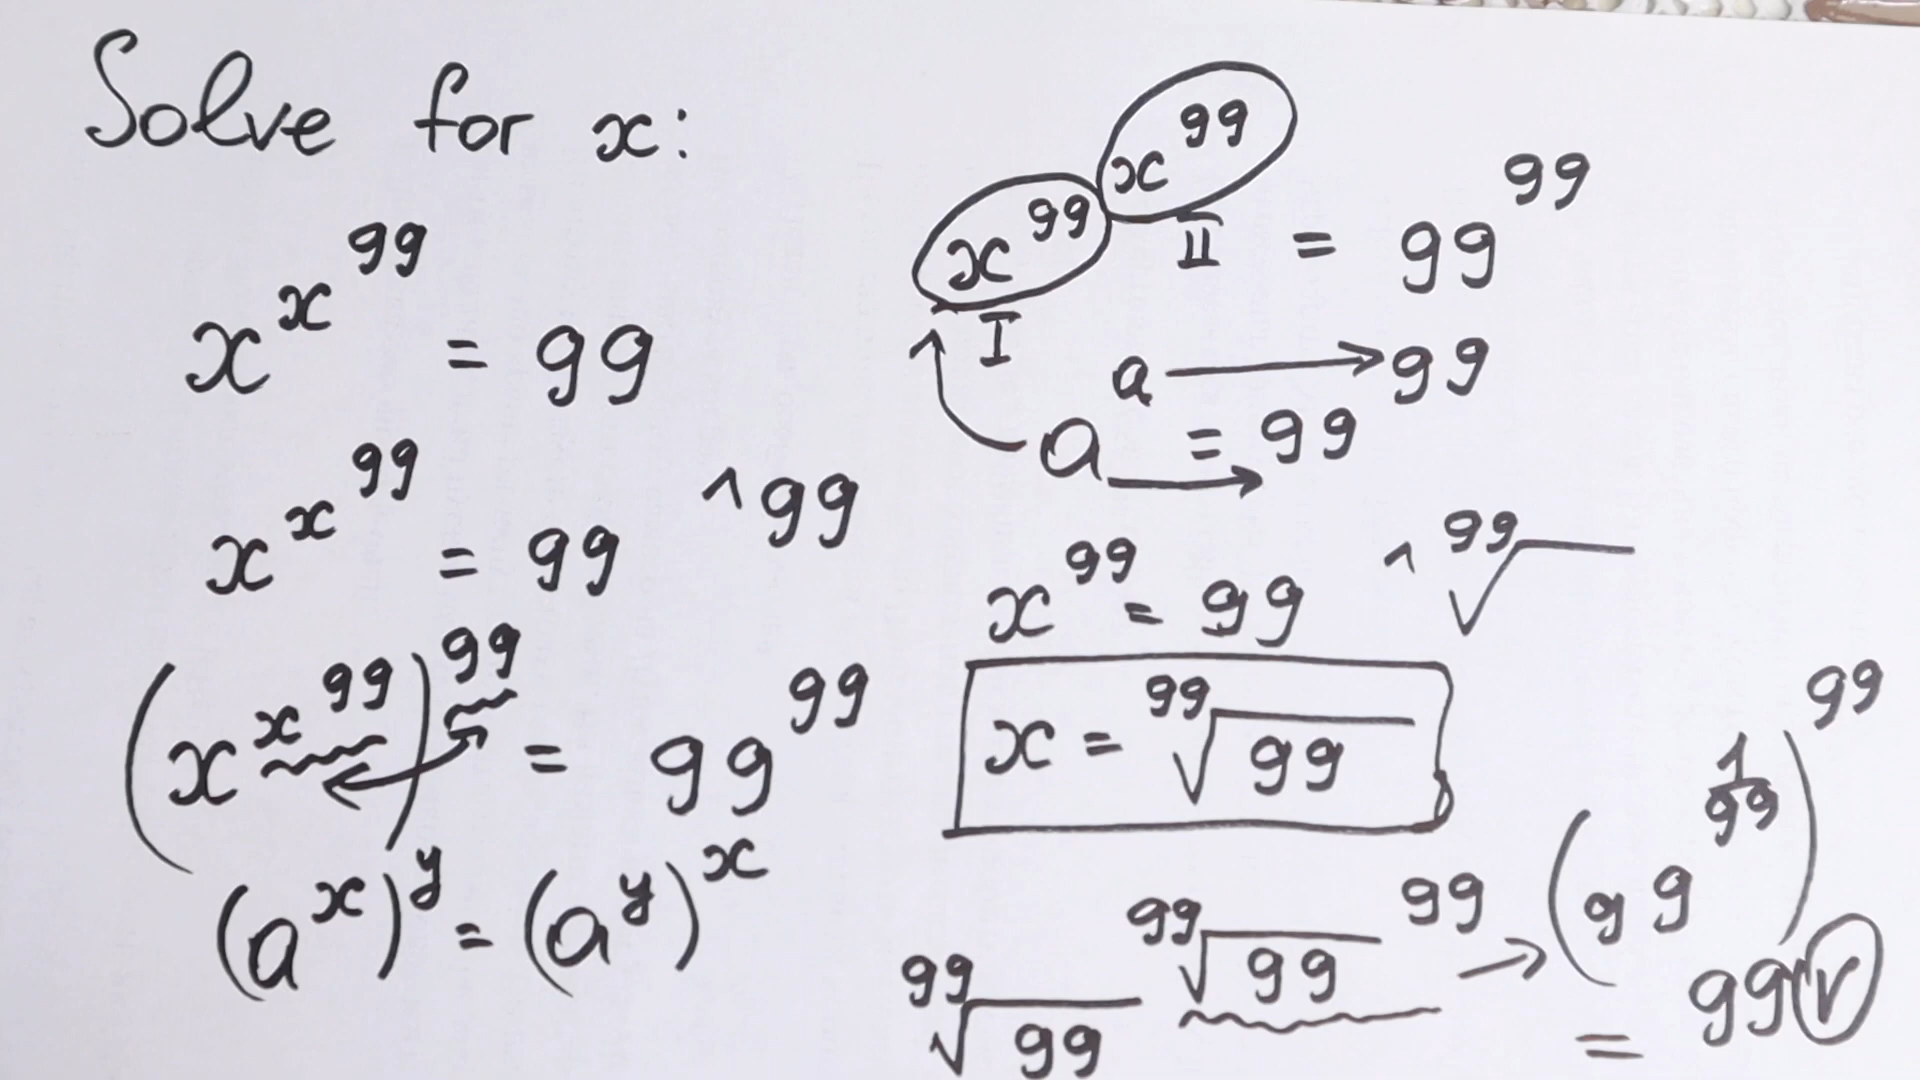 Solve for x:
x^x^99 = 99
x^x^99 = 99 ^99
(x^x^99)^99 = 99^99
(a^x)^y = (a^y)^x
(x^99)^(x^99) = 99^99
I II
a^a = 99^99
x^99 = 99 ^ ⁹⁹√
x = ⁹⁹√99
⁹⁹√99^(⁹⁹√99)^99 → (99^(1/99))^99
= 99 √